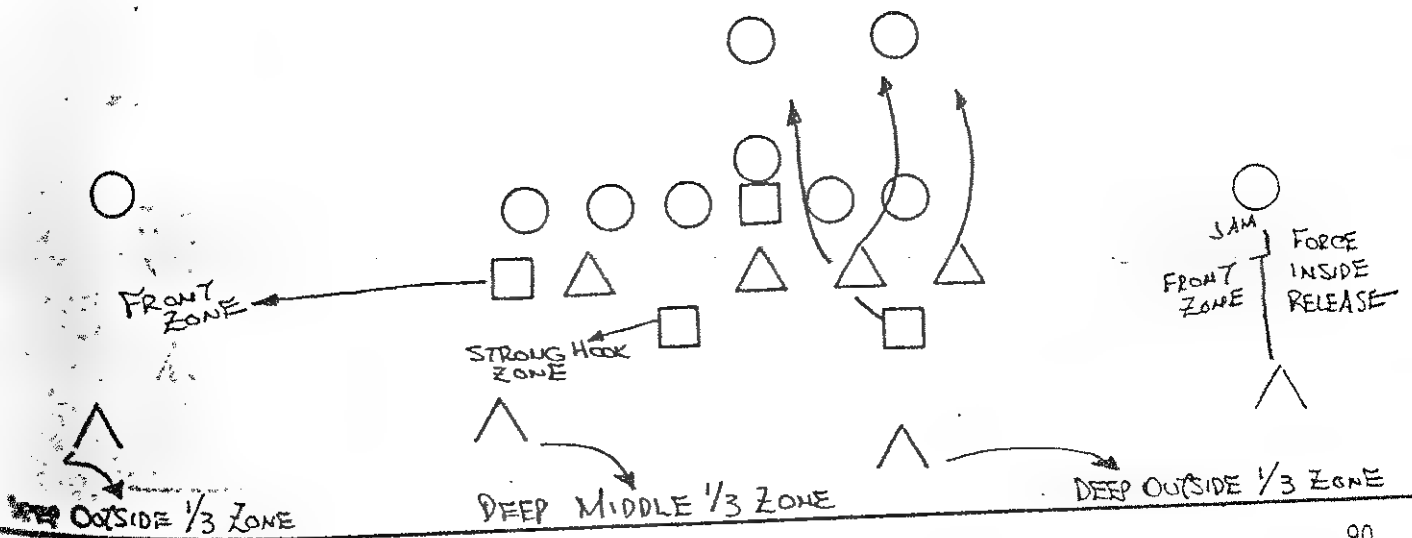 JAM
FORCE
INSIDE
RELEASE
FRONT
ZONE
FRONT
ZONE
STRONG HOOK
ZONE
OUTSIDE 1/3 ZONE
DEEP MIDDLE 1/3 ZONE
DEEP OUTSIDE 1/3 ZONE
90